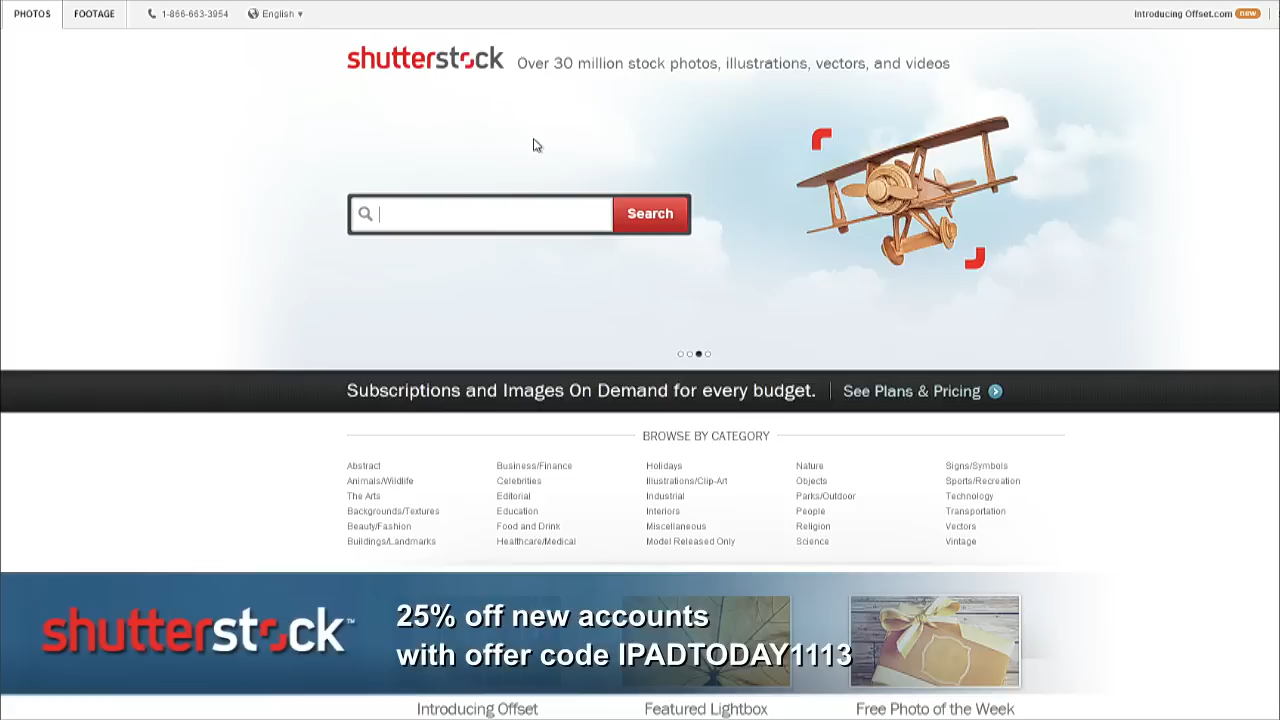 PHOTOS FOOTAGE 1-866-663-3954 English Introducing Offset.com new
shutterstock Over 30 million stock photos, illustrations, vectors, and videos
Search
Subscriptions and Images On Demand for every budget. See Plans & Pricing
BROWSE BY CATEGORY
Abstract Business/Finance Holidays Nature Signs/Symbols
Animals/Wildlife Celebrities Illustrations/Clip-Art Objects Sports/Recreation
The Arts Editorial Industrial Parks/Outdoor Technology
Backgrounds/Textures Education Interiors People Transportation
Beauty/Fashion Food and Drink Miscellaneous Religion Vectors
Buildings/Landmarks Healthcare/Medical Model Released Only Science Vintage
shutterstock™ 25% off new accounts
with offer code IPADTODAY1113
Introducing Offset Featured Lightbox Free Photo of the Week